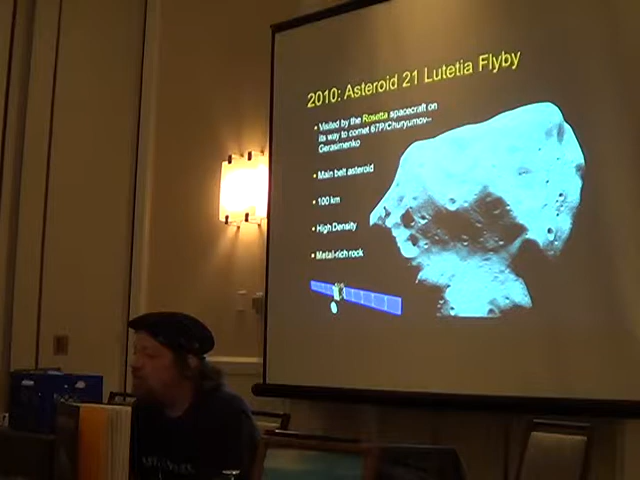 2010: Asteroid 21 Lutetia Flyby
• Visited by the Rosetta spacecraft on
its way to comet 67P/Churyumov–
Gerasimenko
• Main belt asteroid
• 100 km
• High Density
• Metal-rich rock